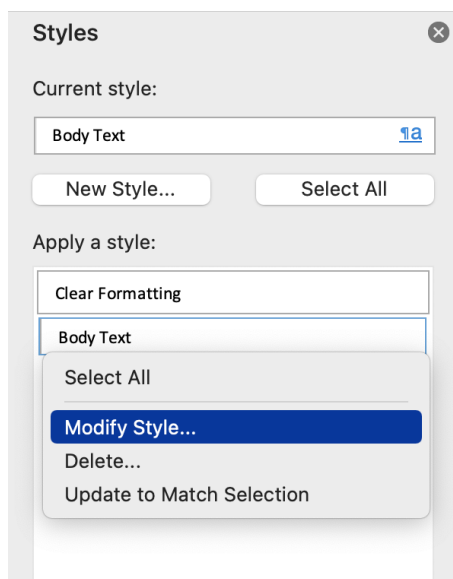 Styles
Current style:
Body Text ¶a
New Style... Select All
Apply a style:
Clear Formatting
Body Text
Select All
Modify Style...
Delete...
Update to Match Selection